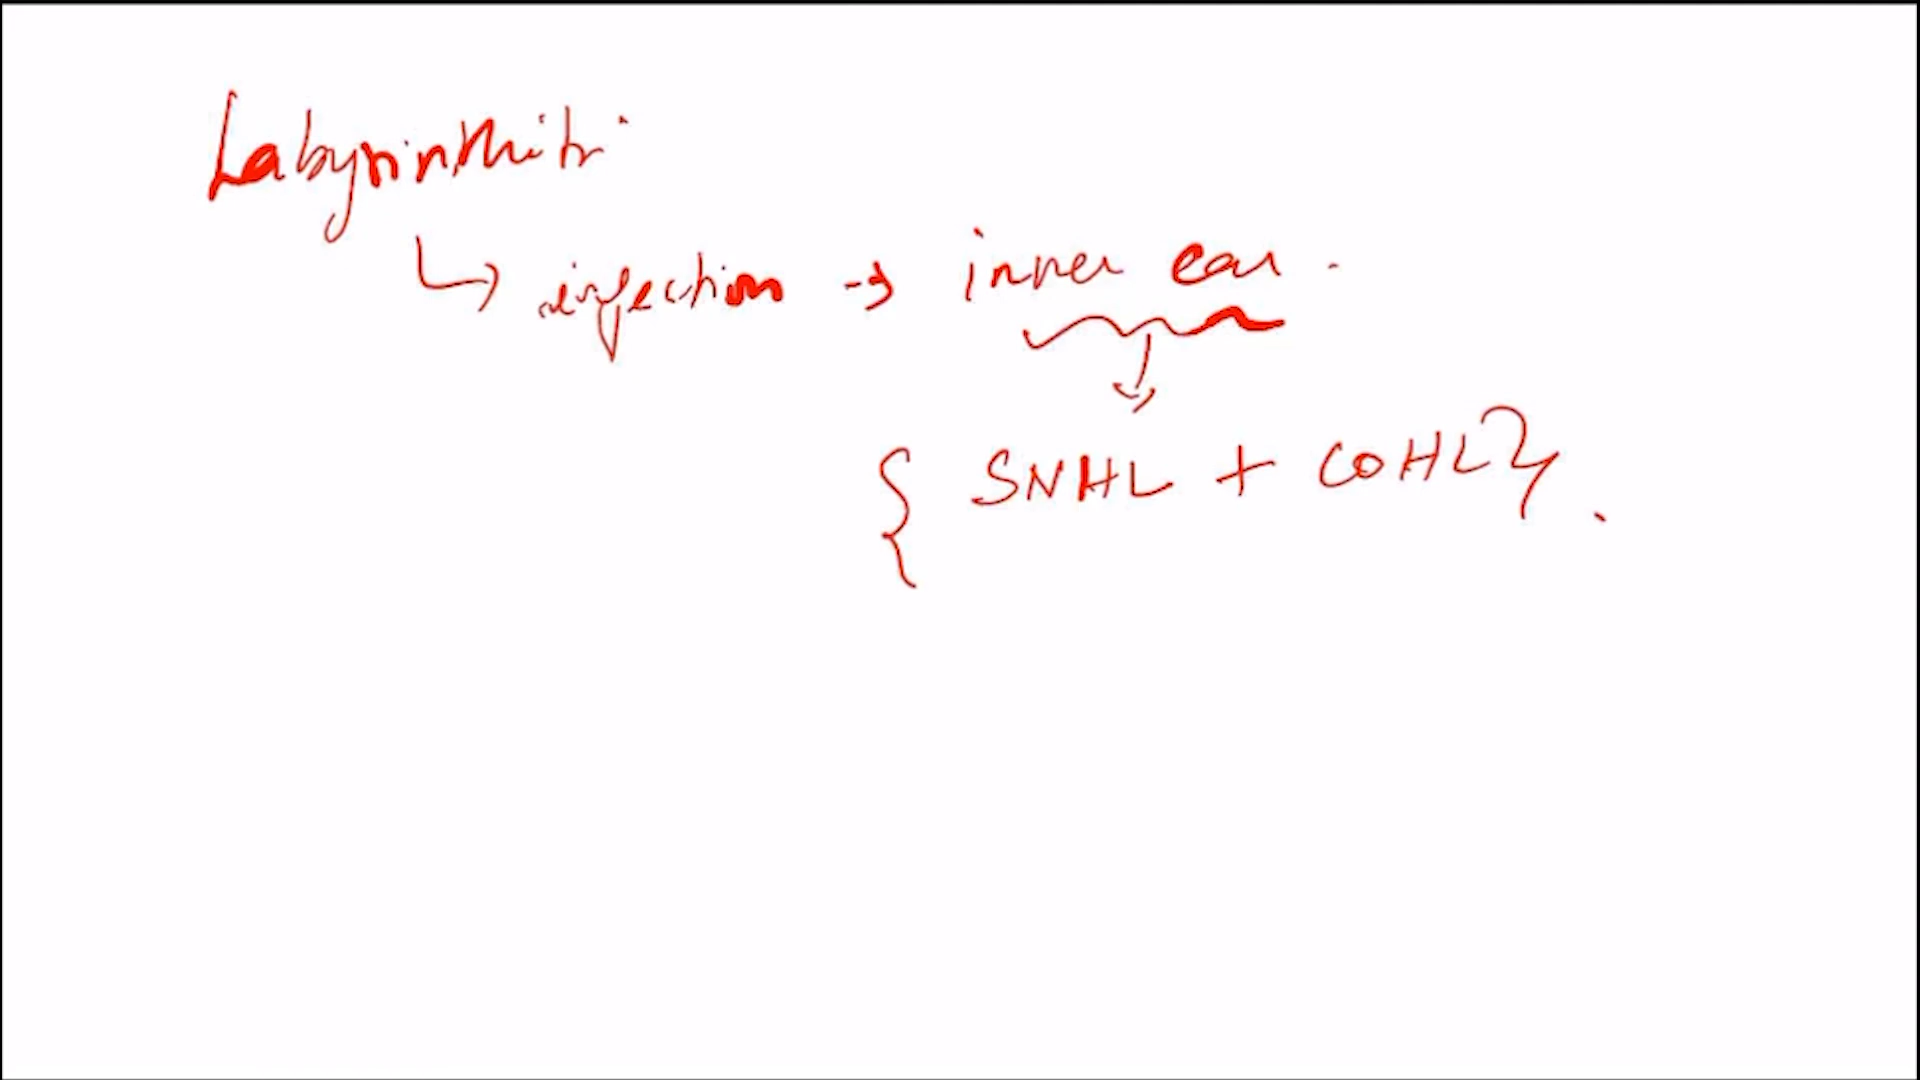 Labyrinthitis
↳ infection → inner ear.
{ SNHL + COHL }.